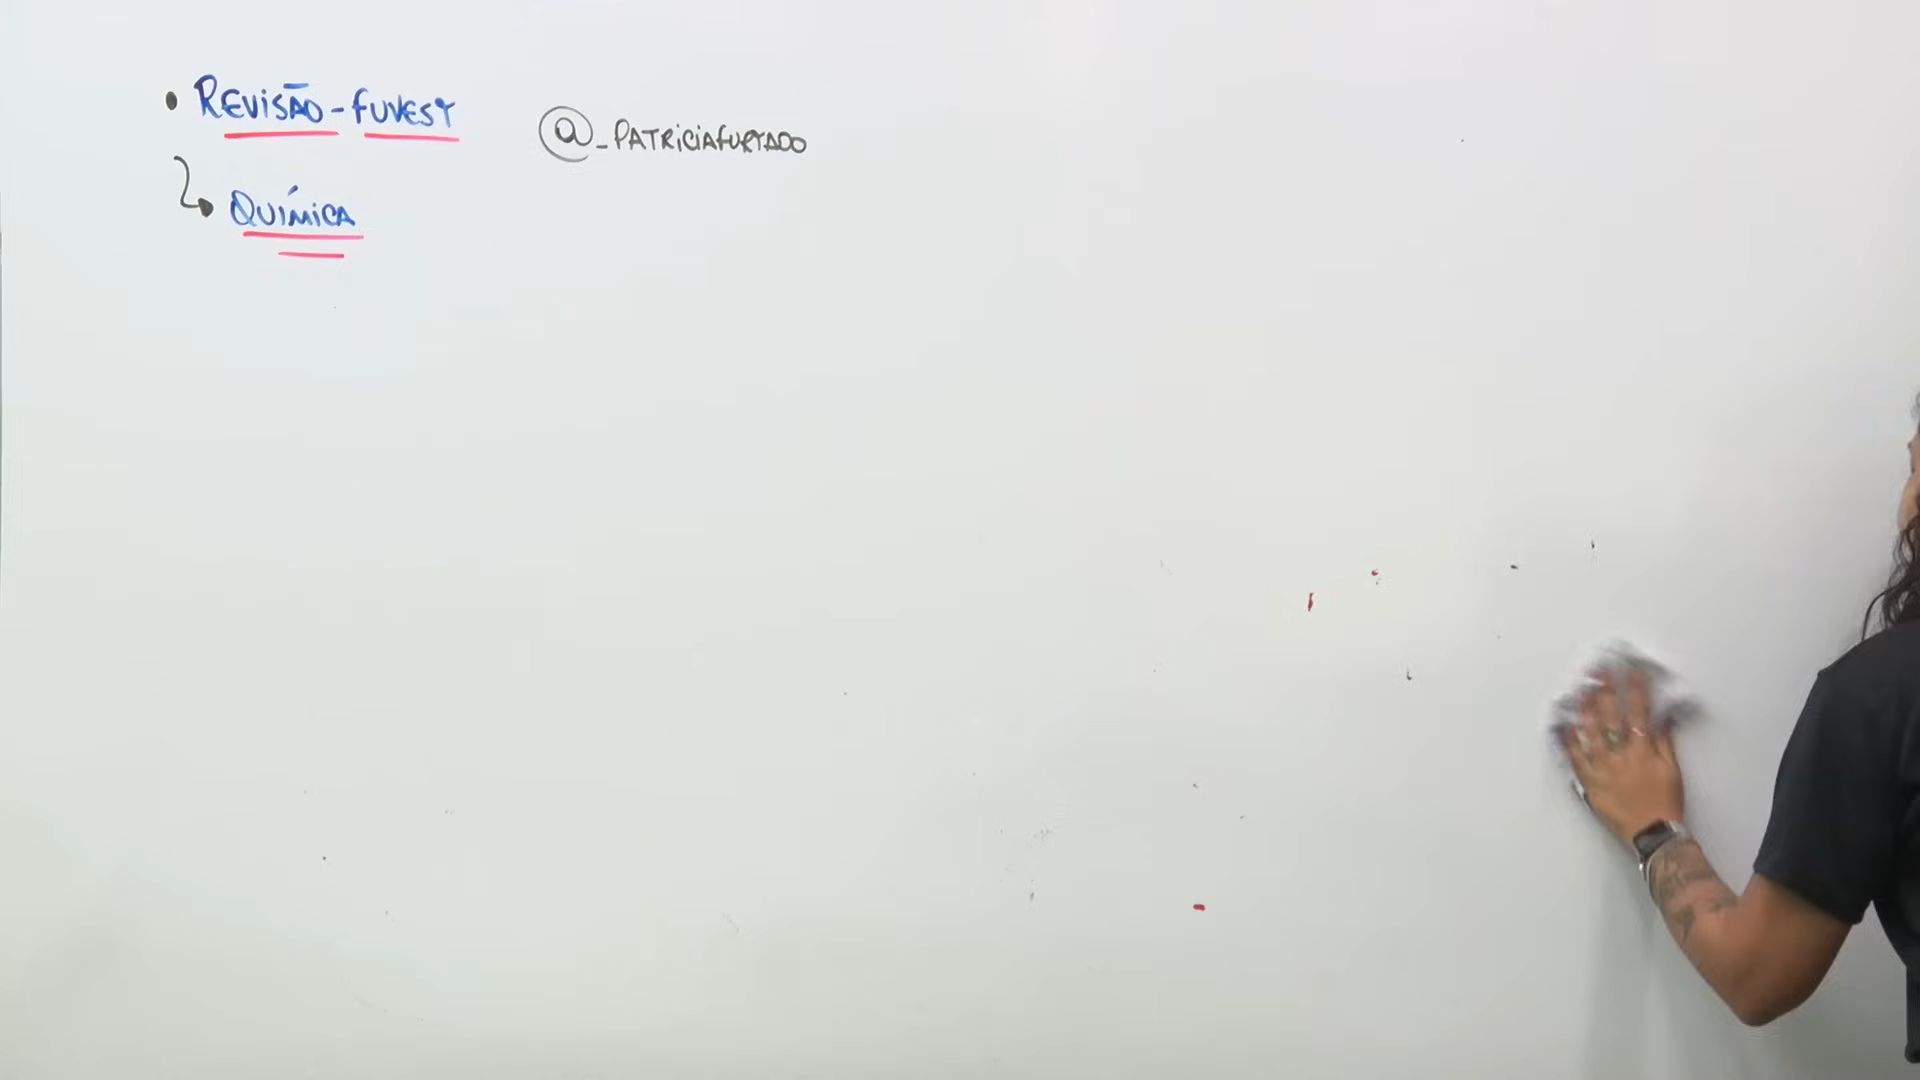 • REVISÃO - FUVEST
@_PATRICIAFURTADO
↳ QUÍMICA